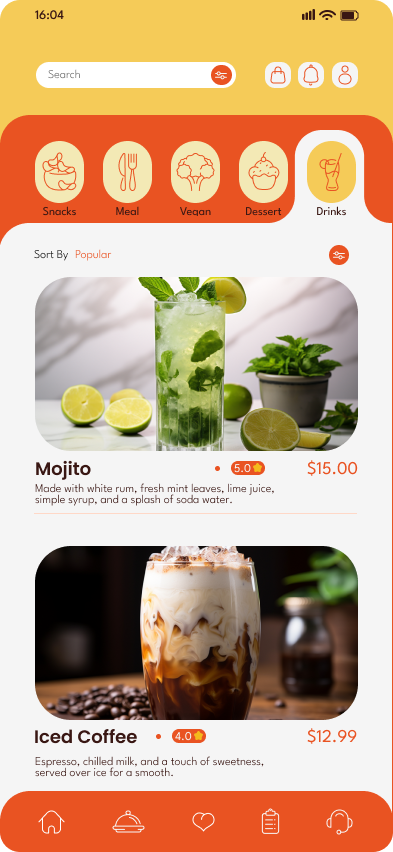 16:04
Search
Snacks Meal Vegan Dessert Drinks
Sort By Popular
Mojito 5.0 $15.00
Made with white rum, fresh mint leaves, lime juice,
simple syrup, and a splash of soda water.
Iced Coffee 4.0 $12.99
Espresso, chilled milk, and a touch of sweetness,
served over ice for a smooth.